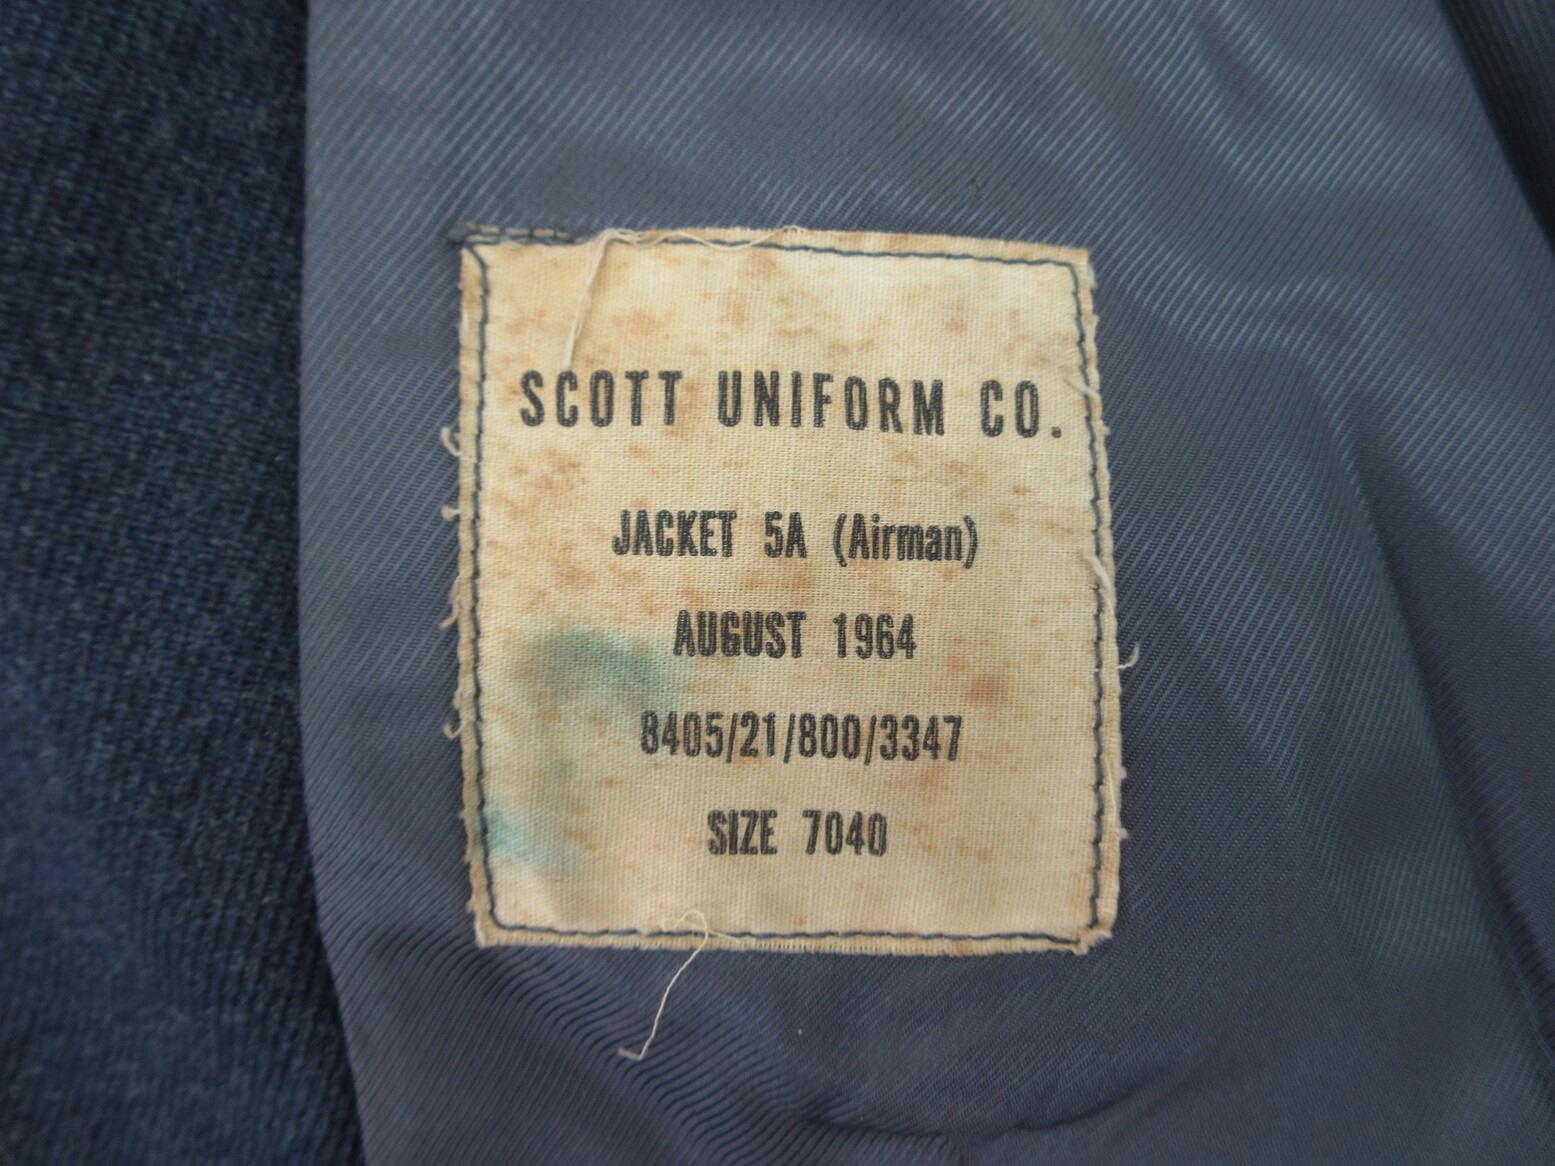 SCOTT UNIFORM CO.
JACKET 5A (Airman)
AUGUST 1964
8405/21/800/3347
SIZE 7040